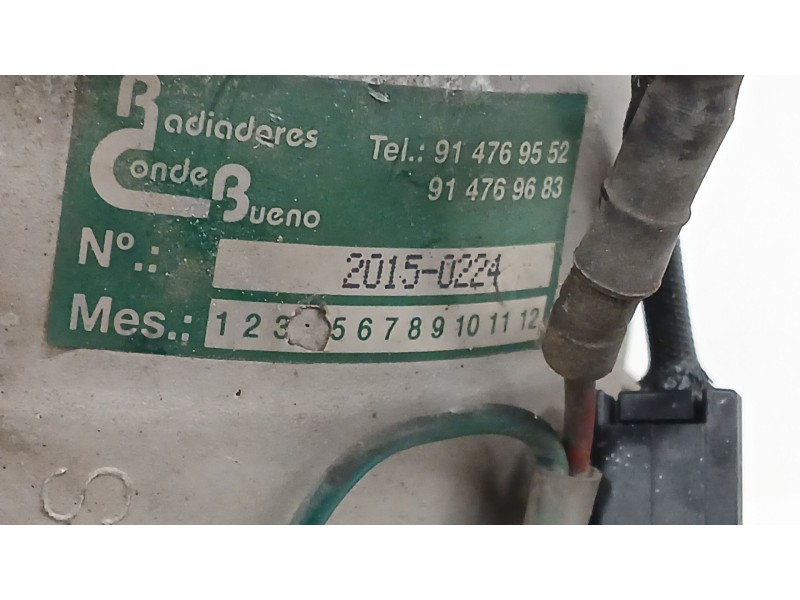 Radiaderes
Conde
Bueno
Tel.: 91 476 95 52
91 476 96 83
Nº.: 2015-0224
Mes.: 1 2 3 5 6 7 8 9 10 11 12
S